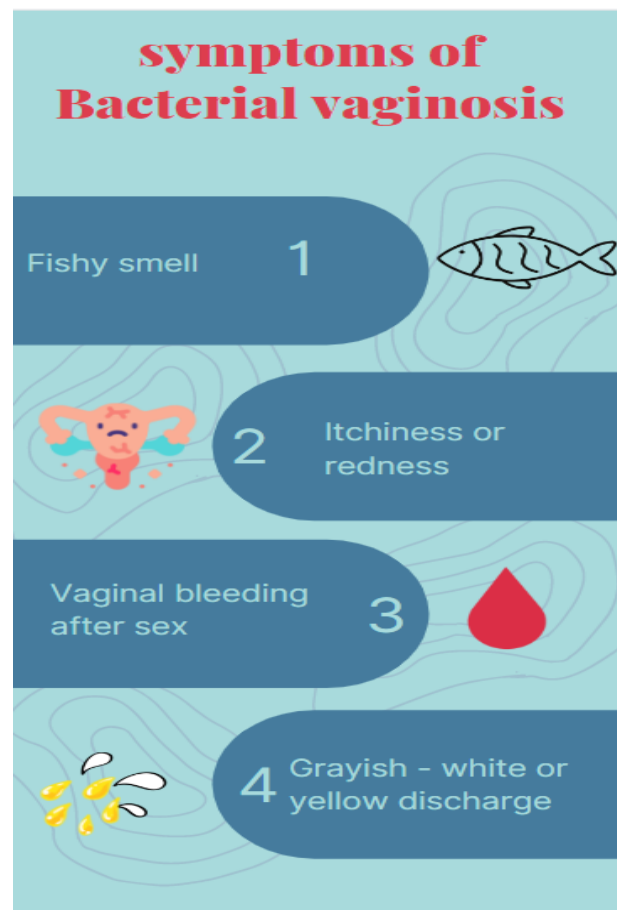 symptoms of
Bacterial vaginosis
Fishy smell 1
2 Itchiness or
redness
Vaginal bleeding
after sex 3
4 Grayish - white or
yellow discharge